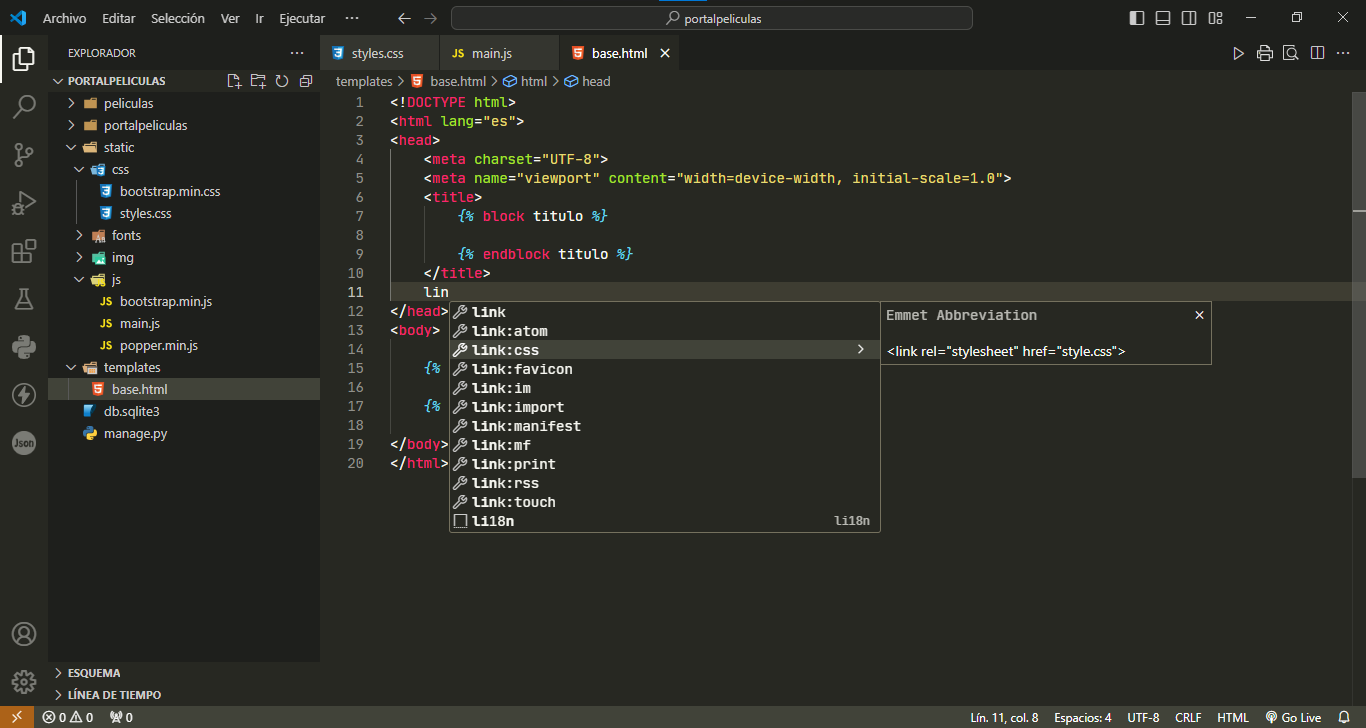 Archivo Editar Selección Ver Ir Ejecutar ··· portalpeliculas
EXPLORADOR ···
PORTALPELICULAS
peliculas
portalpeliculas
static
css
bootstrap.min.css
styles.css
fonts
img
js
JS bootstrap.min.js
JS main.js
JS popper.min.js
templates
base.html
db.sqlite3
manage.py
ESQUEMA
LÍNEA DE TIEMPO
Json
styles.css JS main.js base.html
templates > base.html > html > head
1 <!DOCTYPE html>
2 <html lang="es">
3 <head>
4 <meta charset="UTF-8">
5 <meta name="viewport" content="width=device-width, initial-scale=1.0">
6 <title>
7 {% block titulo %}
8
9 {% endblock titulo %}
10 </title>
11 lin
12 </head>
13 <body>
14
15 {%
16
17 {%
18
19 </body>
20 </html>
link
link:atom
link:css
link:favicon
link:im
link:import
link:manifest
link:mf
link:print
link:rss
link:touch
li18n li18n
Emmet Abbreviation
<link rel="stylesheet" href="style.css">
0 0 0 Lín. 11, col. 8 Espacios: 4 UTF-8 CRLF HTML Go Live